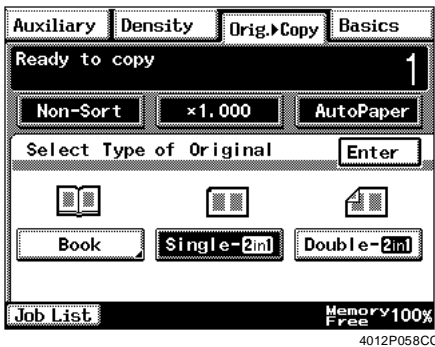 Auxiliary Density Orig.▸Copy Basics
Ready to copy 1
Non-Sort ×1.000 AutoPaper
Select Type of Original Enter
Book Single-2in1 Double-2in1
Job List Memory Free 100%
4012P058CC